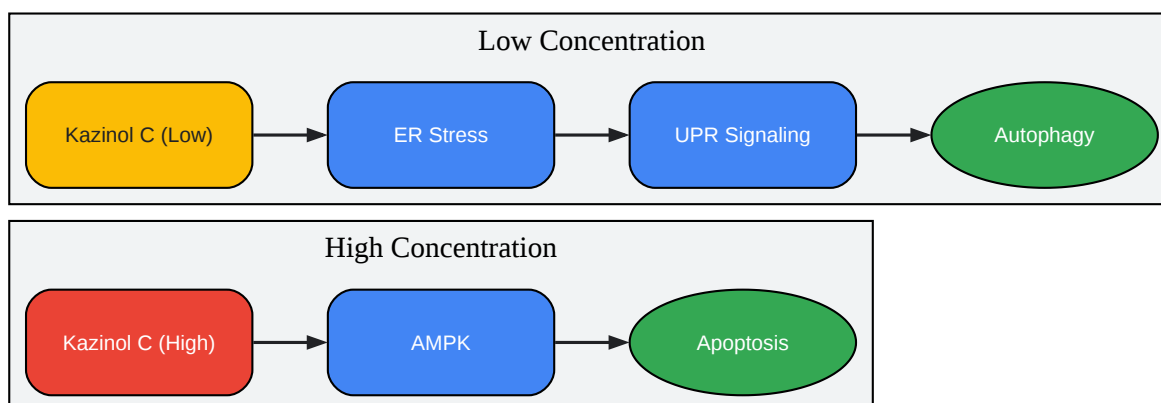 Low Concentration
Kazinol C (Low)
ER Stress
UPR Signaling
Autophagy
High Concentration
Kazinol C (High)
AMPK
Apoptosis